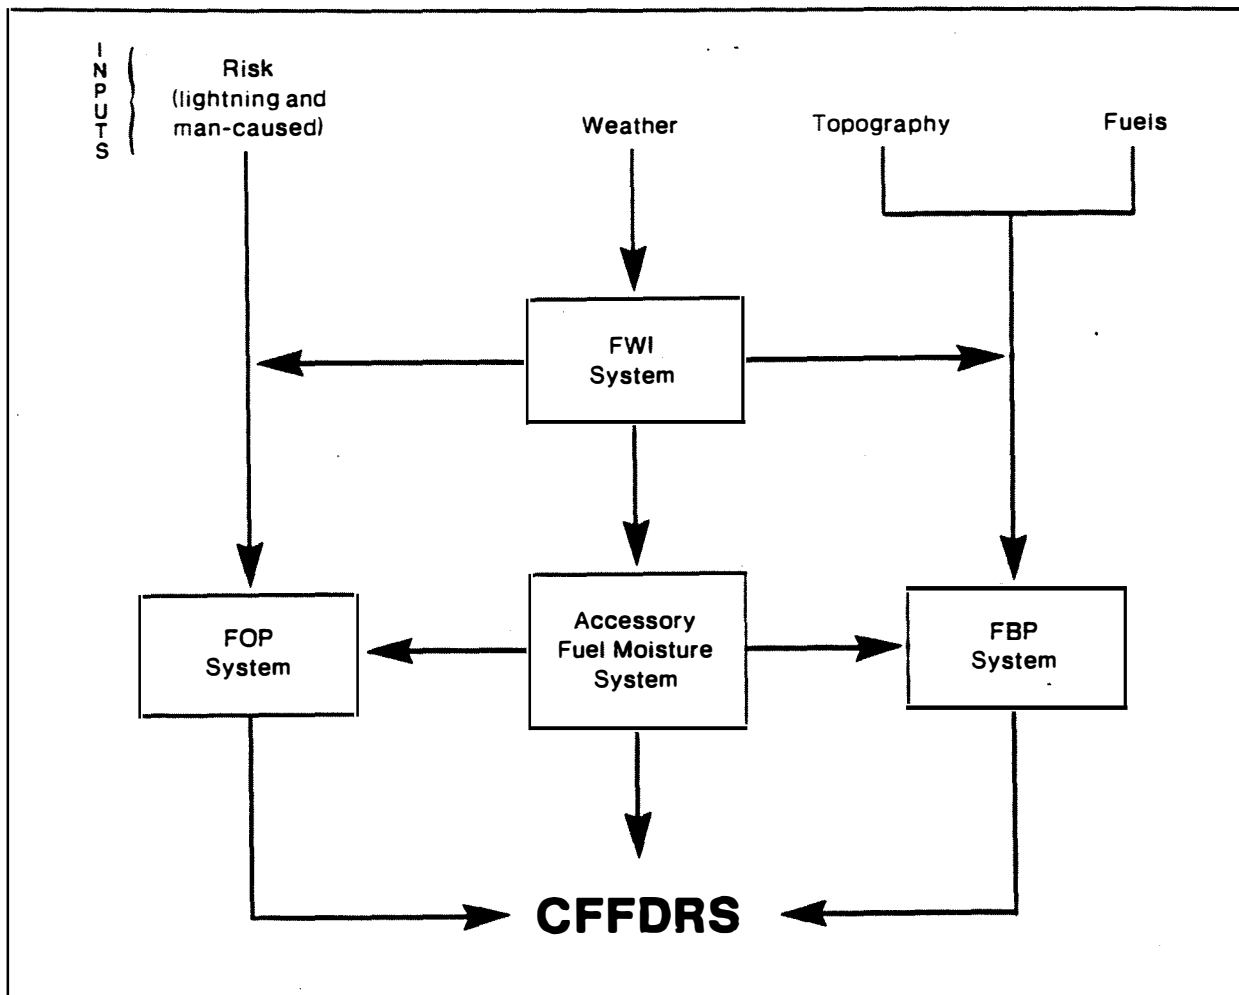 INPUTS
Risk
(lightning and
man-caused)
Weather
Topography
Fuels
FWI
System
FOP
System
Accessory
Fuel Moisture
System
FBP
System
CFFDRS